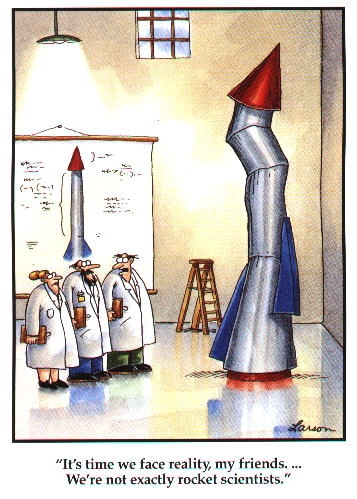 Larson
"It's time we face reality, my friends. ...
We're not exactly rocket scientists."